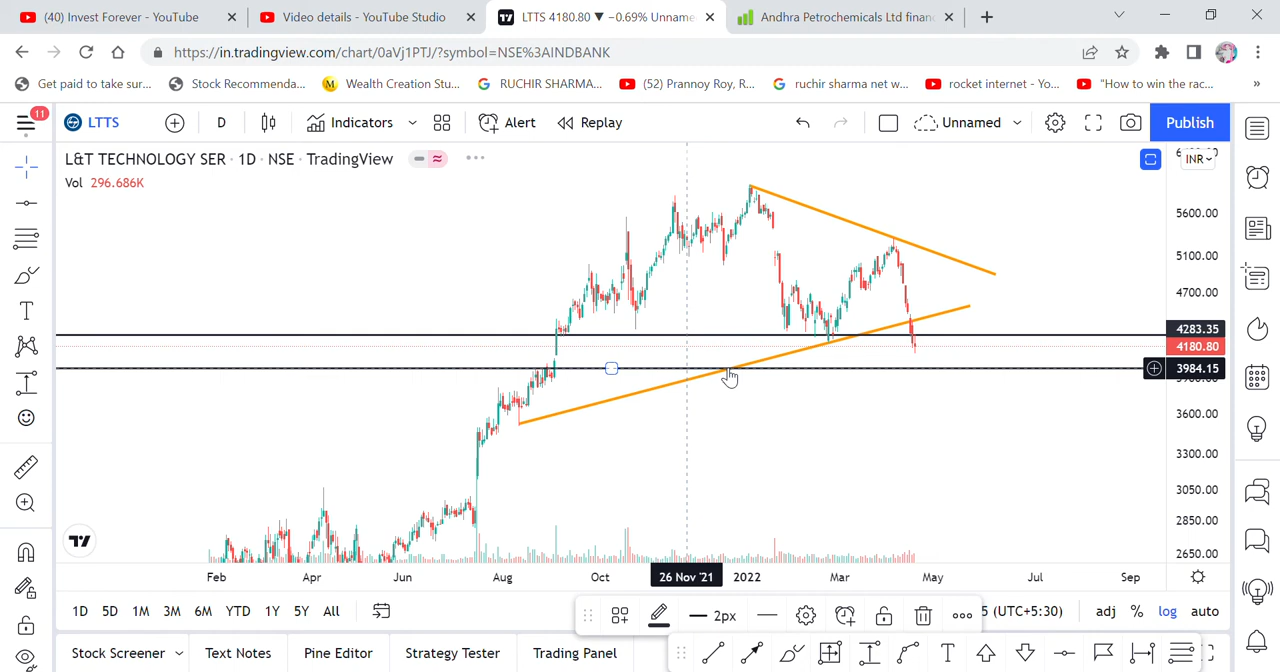 (40) Invest Forever - YouTube
Video details - YouTube Studio
LTTS 4180.80 ▼ −0.69% Unname
Andhra Petrochemicals Ltd finan
https://in.tradingview.com/chart/0aVj1PTJ/?symbol=NSE%3AINDBANK
Get paid to take sur...
Stock Recommenda...
Wealth Creation Stu...
RUCHIR SHARMA...
(52) Prannoy Roy, R...
ruchir sharma net w...
rocket internet - Yo...
"How to win the rac...
»
11
LTTS
D
Indicators
Alert
Replay
Unnamed
Publish
L&T TECHNOLOGY SER · 1D · NSE · TradingView
INR
Vol 296.686K
5600.00
5100.00
4700.00
4283.35
4180.80
3984.15
3600.00
3300.00
3050.00
2850.00
2650.00
Feb
Apr
Jun
Aug
Oct
26 Nov '21
2022
Mar
May
Jul
Sep
1D
5D
1M
3M
6M
YTD
1Y
5Y
All
2px
5 (UTC+5:30)
adj
%
log
auto
Stock Screener
Text Notes
Pine Editor
Strategy Tester
Trading Panel